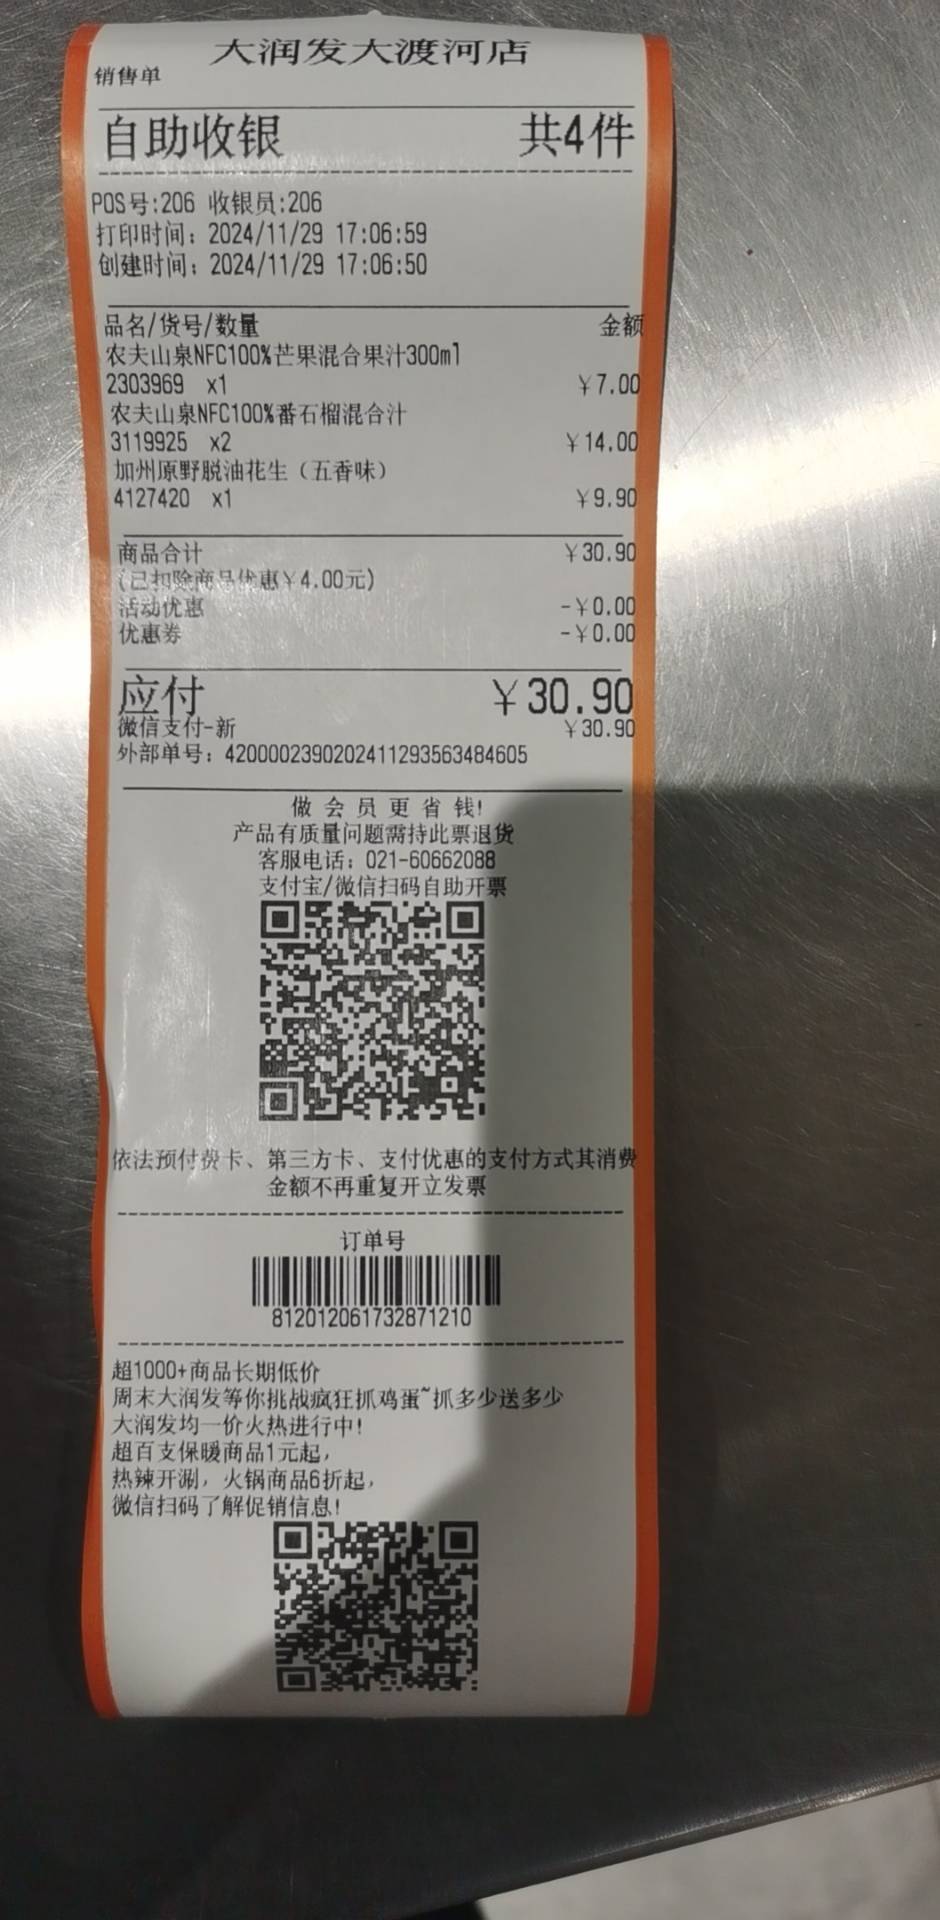 大润发大渡河店
销售单
自助收银 共4件
POS号:206 收银员:206
打印时间: 2024/11/29 17:06:59
创建时间: 2024/11/29 17:06:50
品名/货号/数量 金额
农夫山泉NFC100%芒果混合果汁300ml
2303969 x1 ￥7.00
农夫山泉NFC100%番石榴混合汁
3119925 x2 ￥14.00
加州原野脱油花生（五香味）
4127420 x1 ￥9.90
商品合计 ￥30.90
(已扣除商品优惠￥4.00元)
活动优惠 -￥0.00
优惠券 -￥0.00
应付 ￥30.90
微信支付-新 ￥30.90
外部单号: 4200002390202411293563484605
做会员更省钱!
产品有质量问题需持此票退货
客服电话: 021-60662088
支付宝/微信扫码自助开票
依法预付费卡、第三方卡、支付优惠的支付方式其消费
金额不再重复开立发票
订单号
812012061732871210
超1000+商品长期低价
周末大润发等你挑战疯狂抓鸡蛋~抓多少送多少
大润发均一价火热进行中!
超百支保暖商品1元起,
热辣开涮, 火锅商品6折起,
微信扫码了解促销信息!